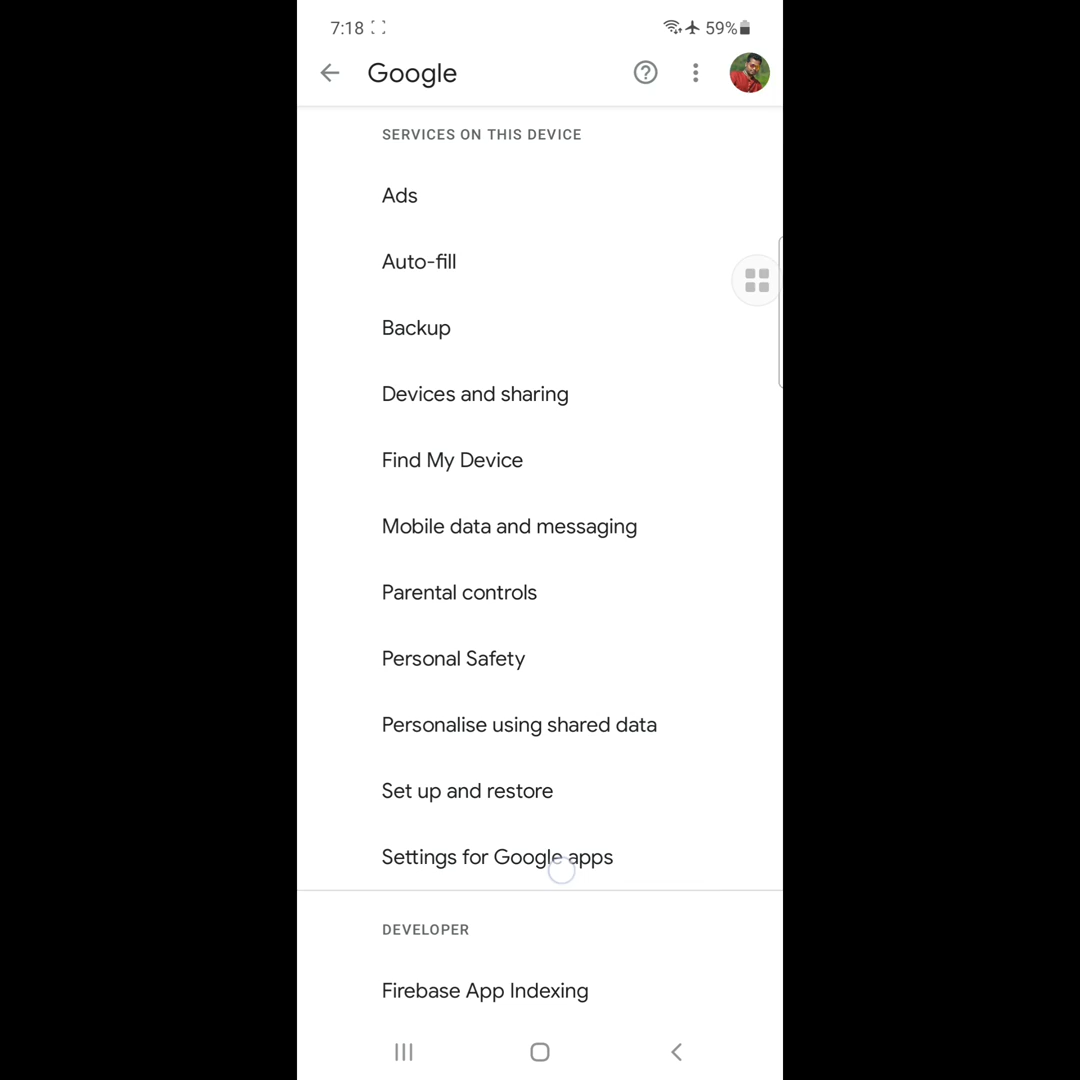 7:18
59%
Google
SERVICES ON THIS DEVICE
Ads
Auto-fill
Backup
Devices and sharing
Find My Device
Mobile data and messaging
Parental controls
Personal Safety
Personalise using shared data
Set up and restore
Settings for Google apps
DEVELOPER
Firebase App Indexing